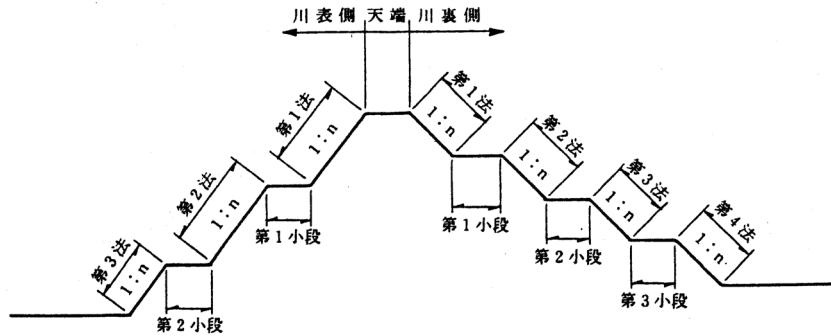 川表側 天端 川裏側
第1法
1:n
第2法
1:n
第3法
1:n
第1小段
第2小段
第1法
1:n
第2法
1:n
第3法
1:n
第4法
1:n
第1小段
第2小段
第3小段